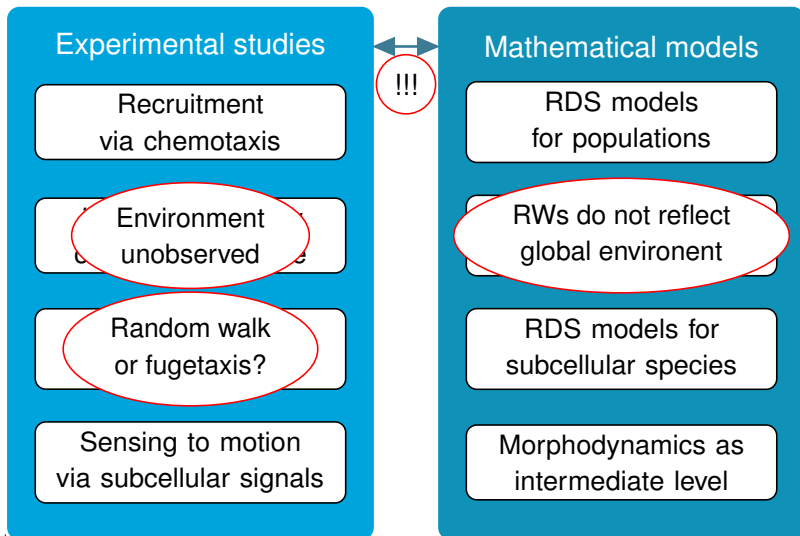 Experimental studies
Recruitment
via chemotaxis
Environment
unobserved
Random walk
or fugetaxis?
Sensing to motion
via subcellular signals
!!!
Mathematical models
RDS models
for populations
RWs do not reflect
global environent
RDS models for
subcellular species
Morphodynamics as
intermediate level